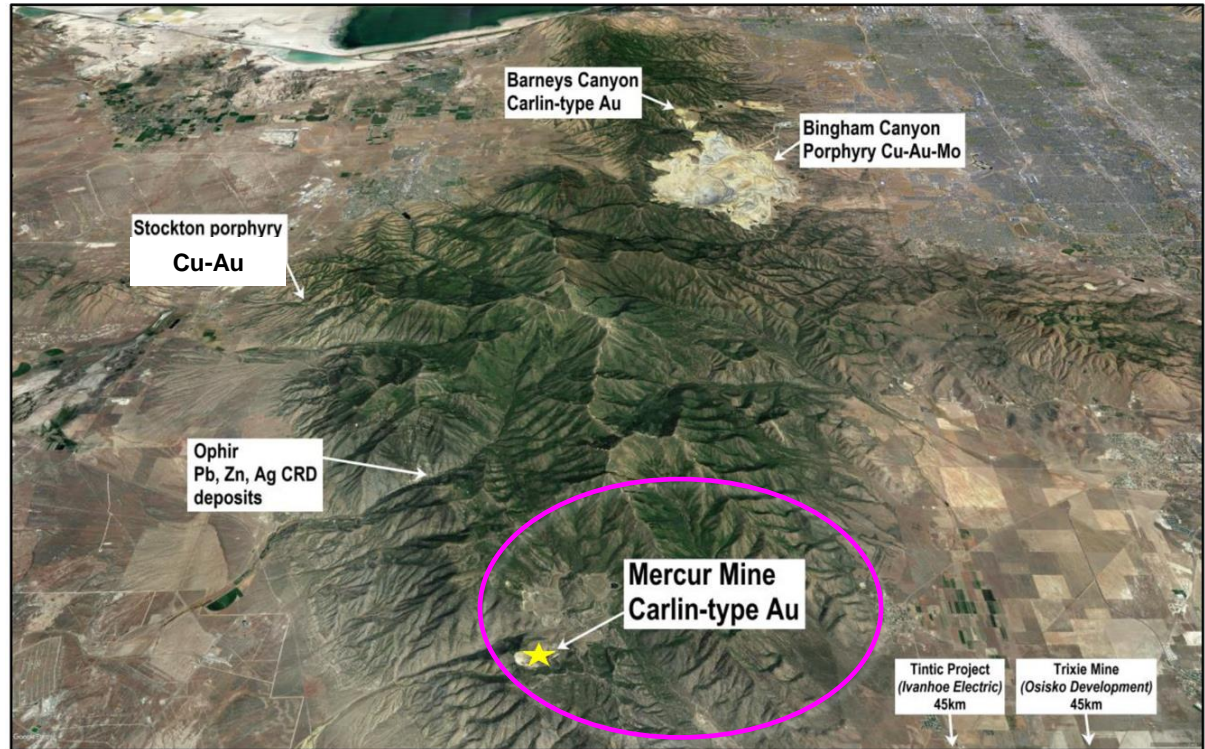 Barneys Canyon
Carlin-type Au
Bingham Canyon
Porphyry Cu-Au-Mo
Stockton porphyry
Cu-Au
Ophir
Pb, Zn, Ag CRD
deposits
Mercur Mine
Carlin-type Au
Tintic Project
(Ivanhoe Electric)
45km
Trixie Mine
(Osisko Development)
45km